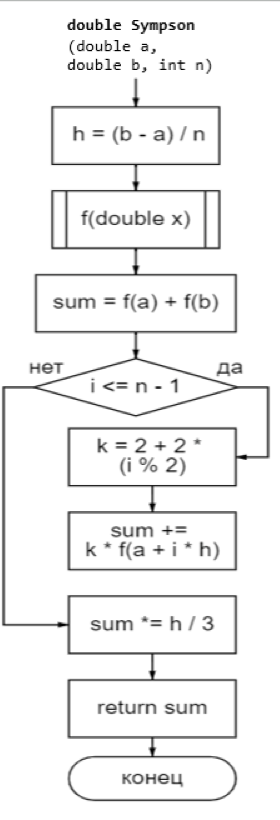 double Sympson
(double a,
double b, int n)
h = (b - a) / n
f(double x)
sum = f(a) + f(b)
нет
да
i <= n - 1
k = 2 + 2 *
(i % 2)
sum +=
k * f(a + i * h)
sum *= h / 3
return sum
конец